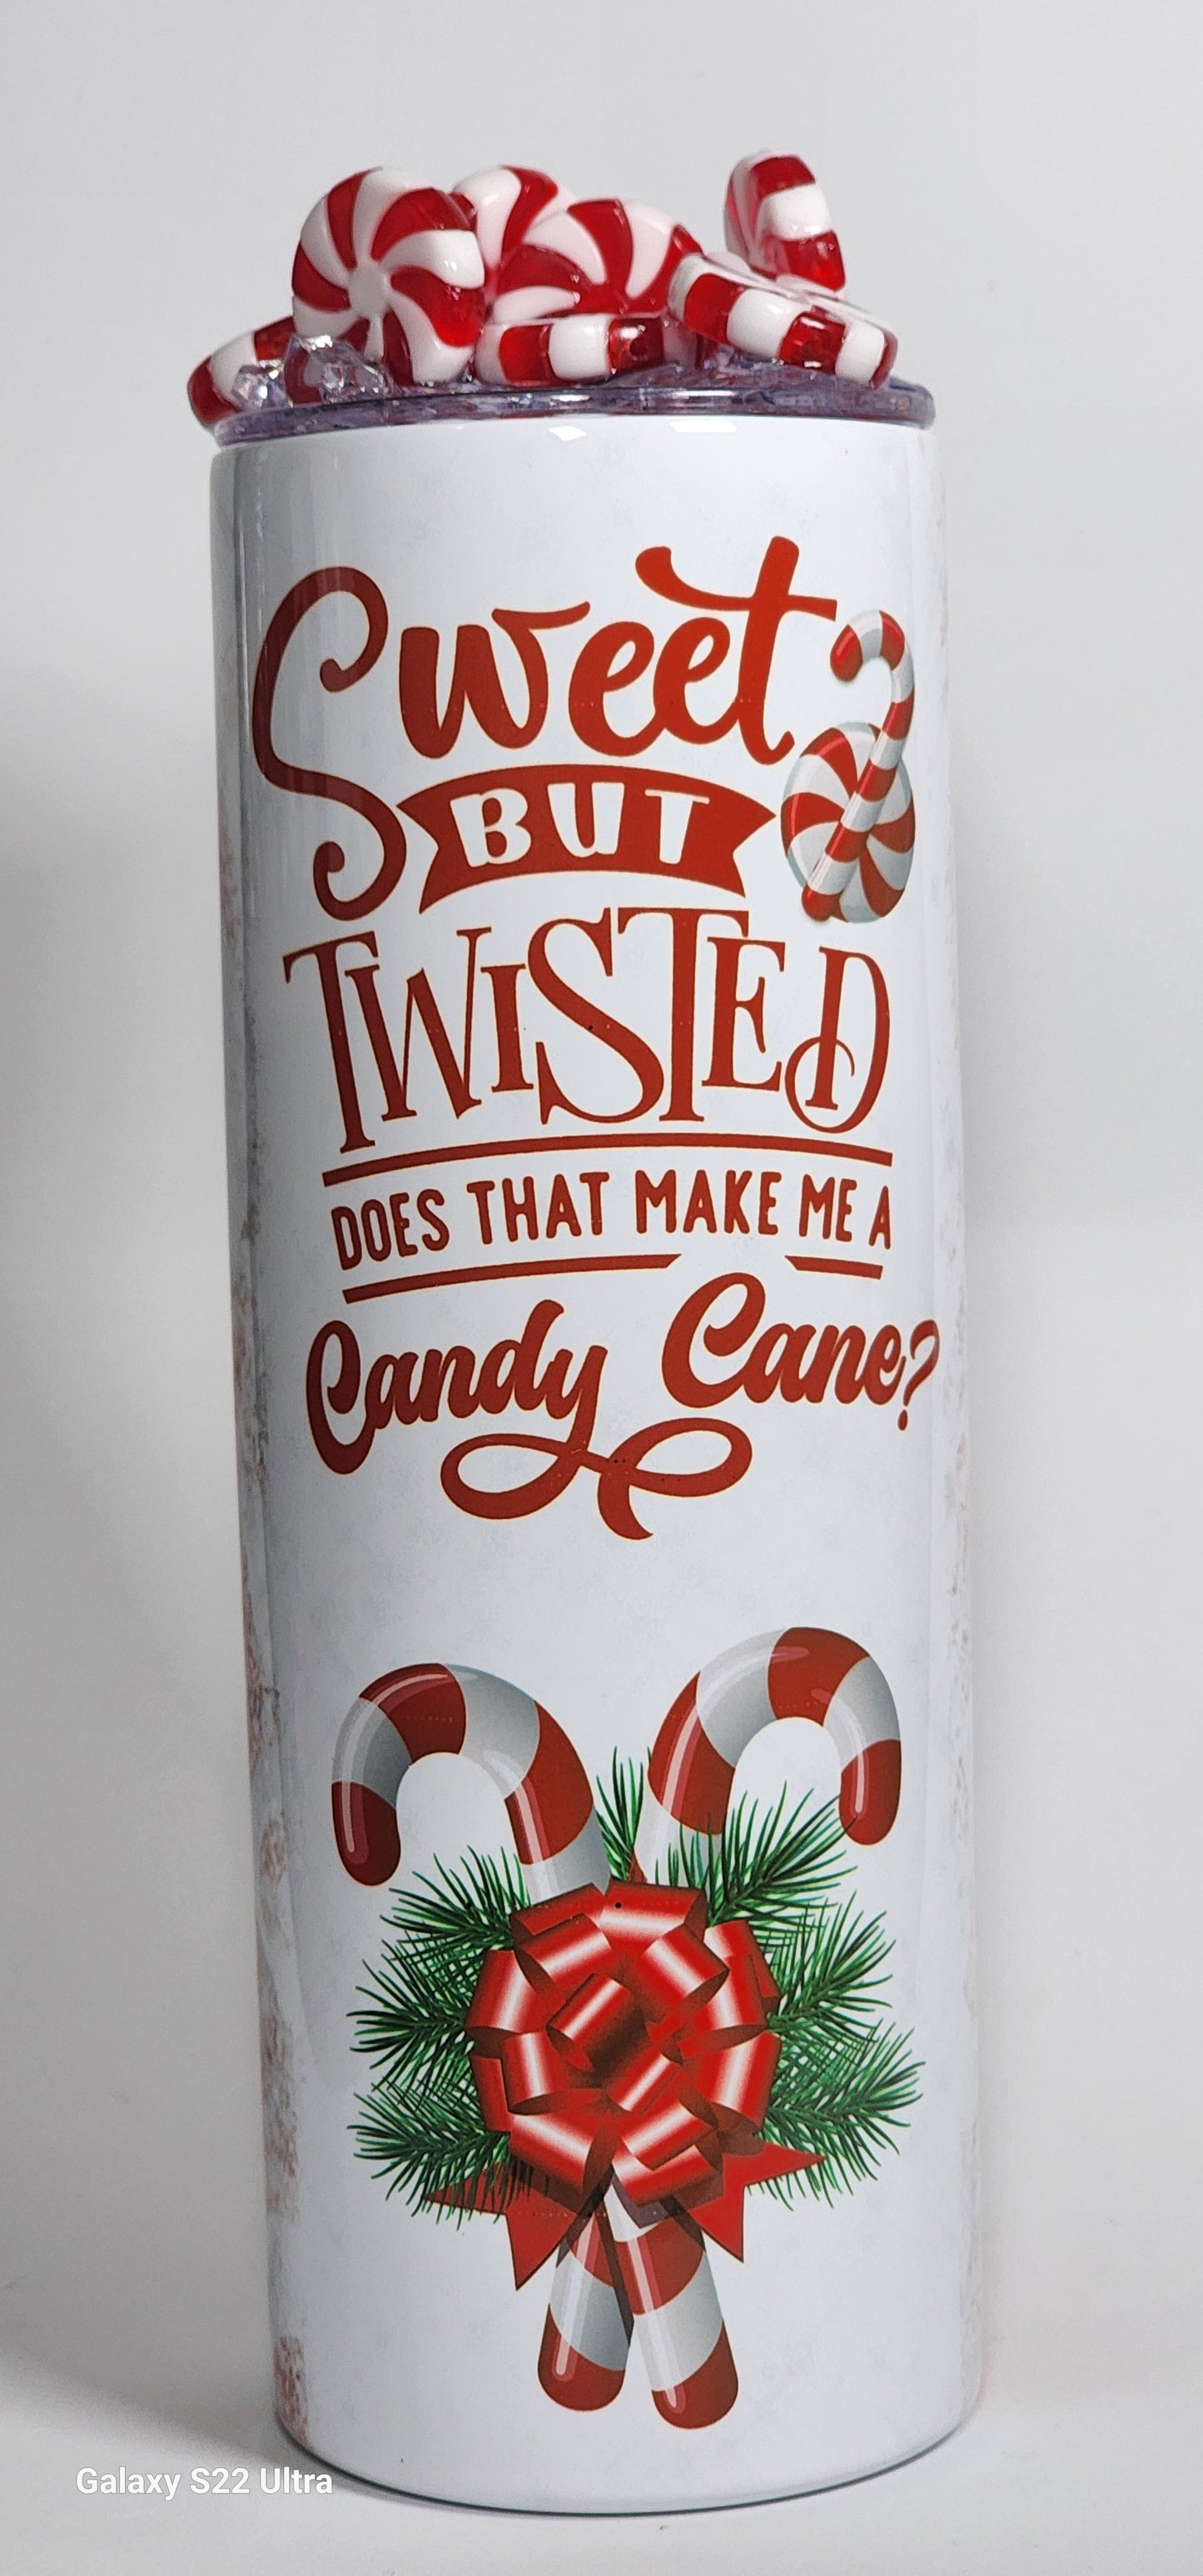 Sweet
BUT
TWISTED
DOES THAT MAKE ME A
Candy Cane?
Galaxy S22 Ultra